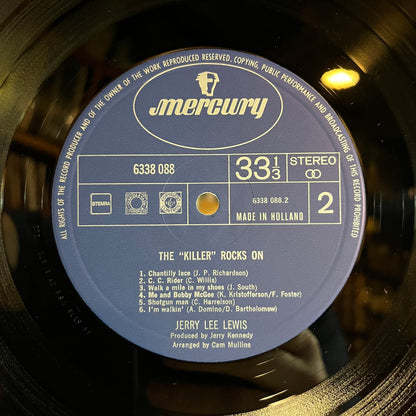 ALL RIGHTS OF THE RECORD PRODUCER AND OF THE OWNER OF THE WORK REPRODUCED RESERVED. COPYING, PUBLIC PERFORMANCE AND BROADCASTING OF THIS RECORD PROHIBITED
mercury
6338 088
33 1/3
STEREO
STEMRA
6338 088.2
MADE IN HOLLAND
2
THE "KILLER" ROCKS ON
1. Chantilly lace (J. P. Richardson)
2. C. C. Rider (C. Willis)
3. Walk a mile in my shoes (J. South)
4. Me and Bobby McGee (K. Kristofferson/F. Foster)
5. Shotgun man (C. Harrelson)
6. I'm walkin' (A. Domino/D. Bartholomew)
JERRY LEE LEWIS
Produced by Jerry Kennedy
Arranged by Cam Mullins